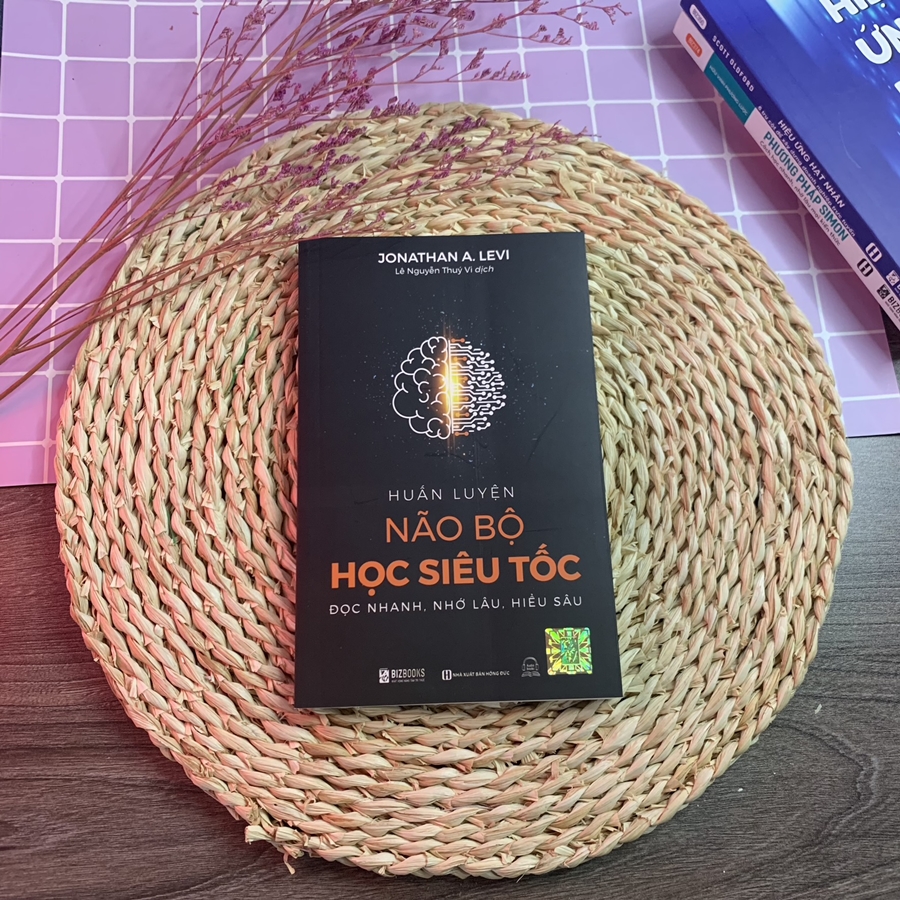 JONATHAN A. LEVI
Lê Nguyễn Thuý Vi dịch
HUẤN LUYỆN
NÃO BỘ
HỌC SIÊU TỐC
ĐỌC NHANH, NHỚ LÂU, HIỂU SÂU
BIZBOOKS
NHÀ XUẤT BẢN HỒNG ĐỨC
SCOTT OLDFORD
HIỆU ỨNG HẠT NHÂN
PHƯƠNG PHÁP SIMON
BIZBOOKS